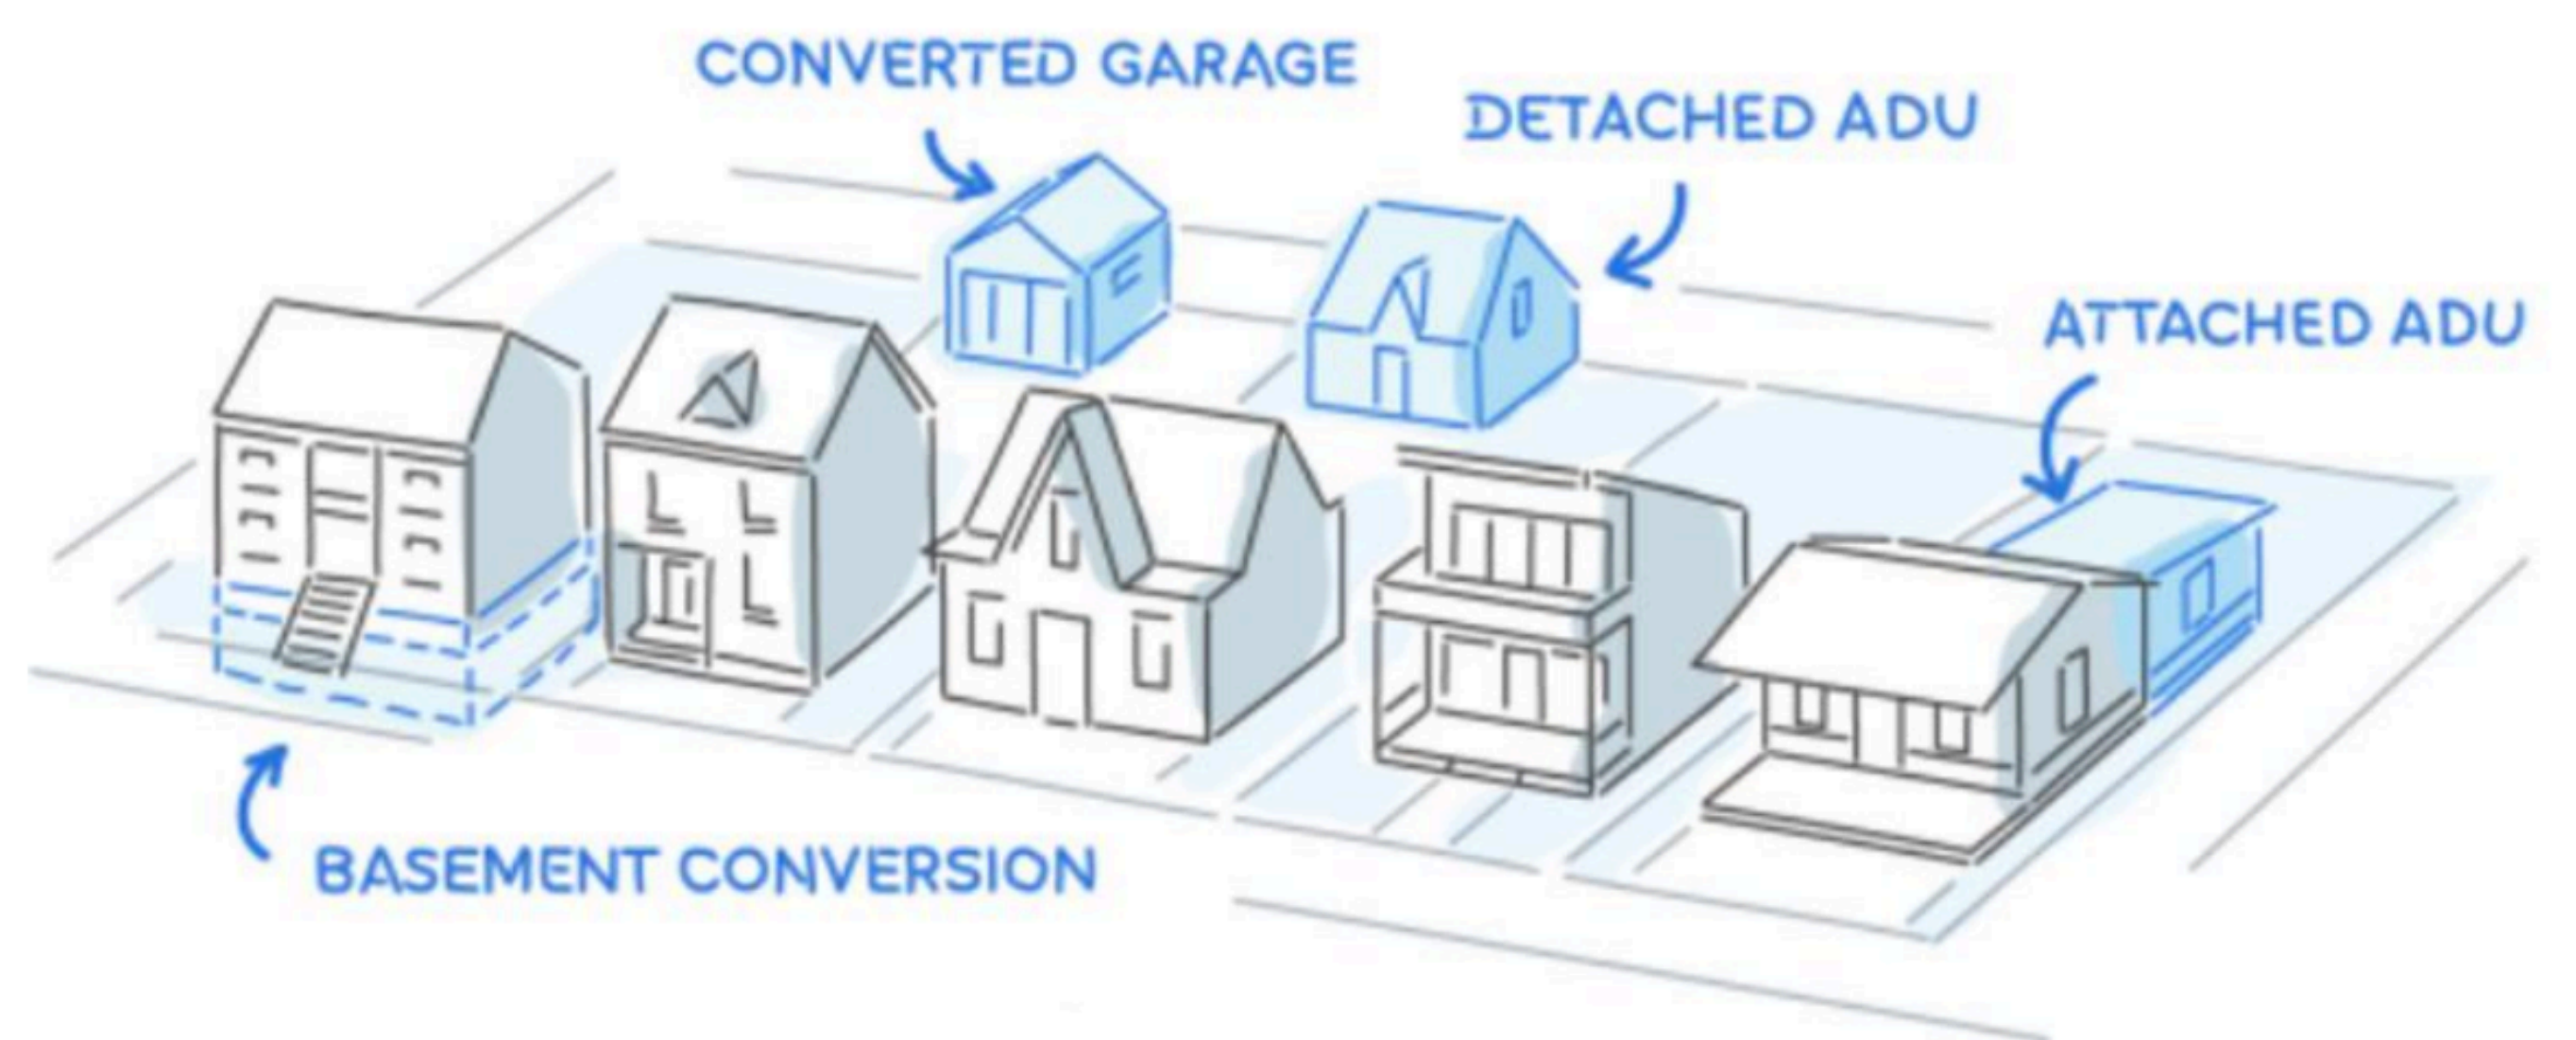 CONVERTED GARAGE
DETACHED ADU
ATTACHED ADU
BASEMENT CONVERSION